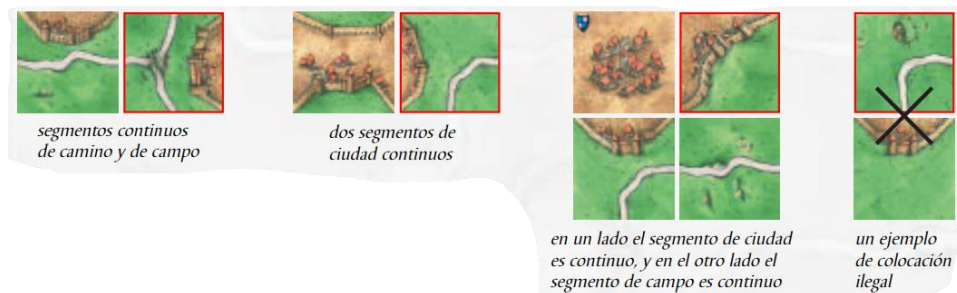 segmentos continuos
de camino y de campo
dos segmentos de
ciudad continuos
en un lado el segmento de ciudad
es continuo, y en el otro lado el
segmento de campo es continuo
un ejemplo
de colocación
ilegal